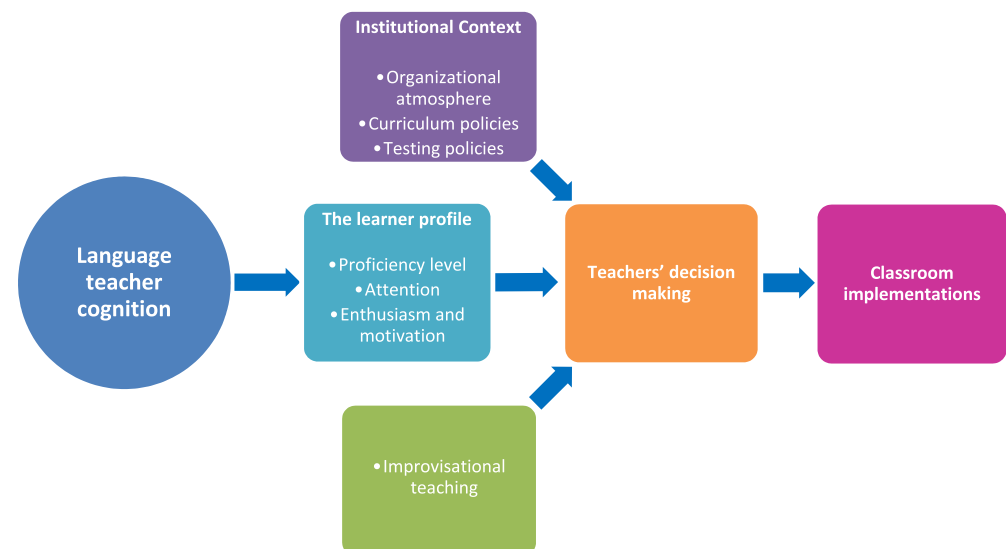 Institutional Context
•Organizational
atmosphere
•Curriculum policies
•Testing policies
Language
teacher
cognition
The learner profile
•Proficiency level
•Attention
•Enthusiasm and
motivation
Teachers’ decision
making
Classroom
implementations
•Improvisational
teaching